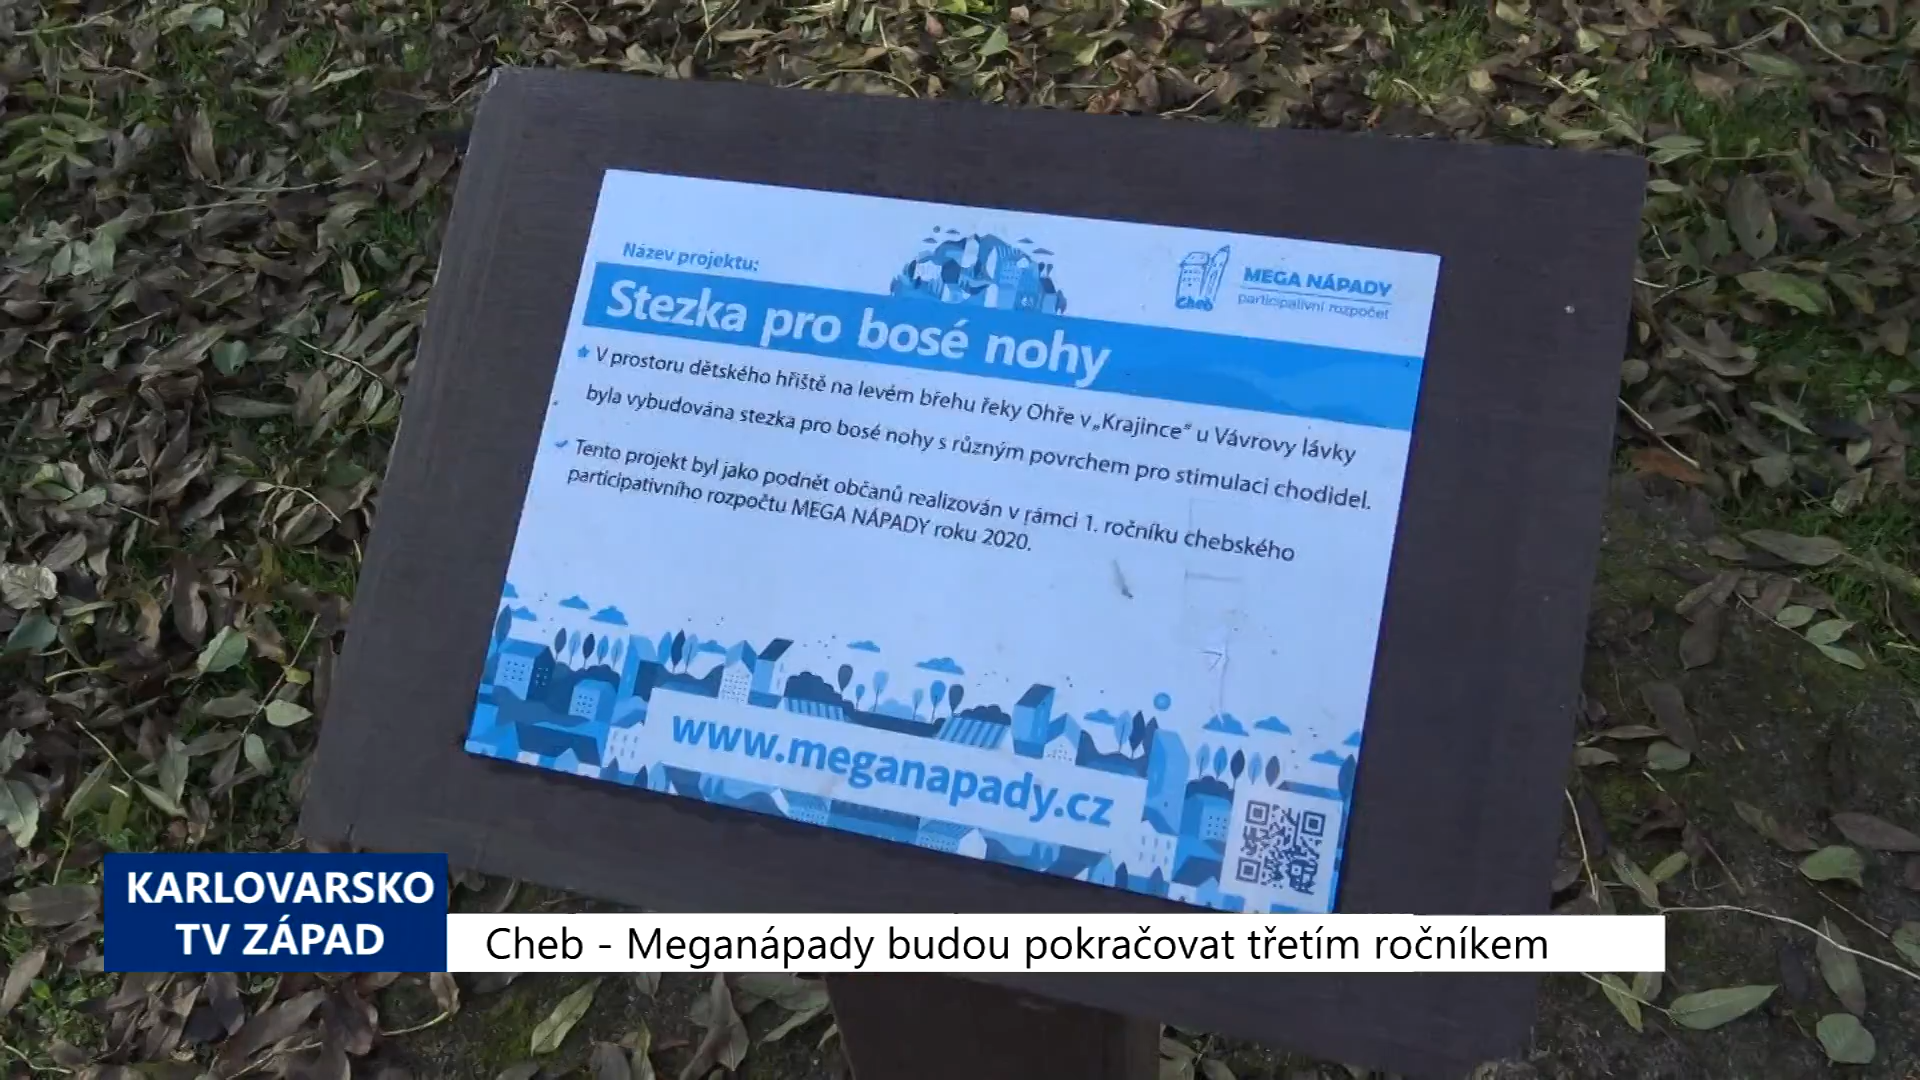 Název projektu:
Cheb
MEGA NÁPADY
participativní rozpočet
Stezka pro bosé nohy
V prostoru dětského hřiště na levém břehu řeky Ohře v „Krajince“ u Vávrovy lávky
byla vybudována stezka pro bosé nohy s různým povrchem pro stimulaci chodidel.
Tento projekt byl jako podnět občanů realizován v rámci 1. ročníku chebského
participativního rozpočtu MEGA NÁPADY roku 2020.
www.meganapady.cz
KARLOVARSKO
TV ZÁPAD
Cheb - Meganápady budou pokračovat třetím ročníkem